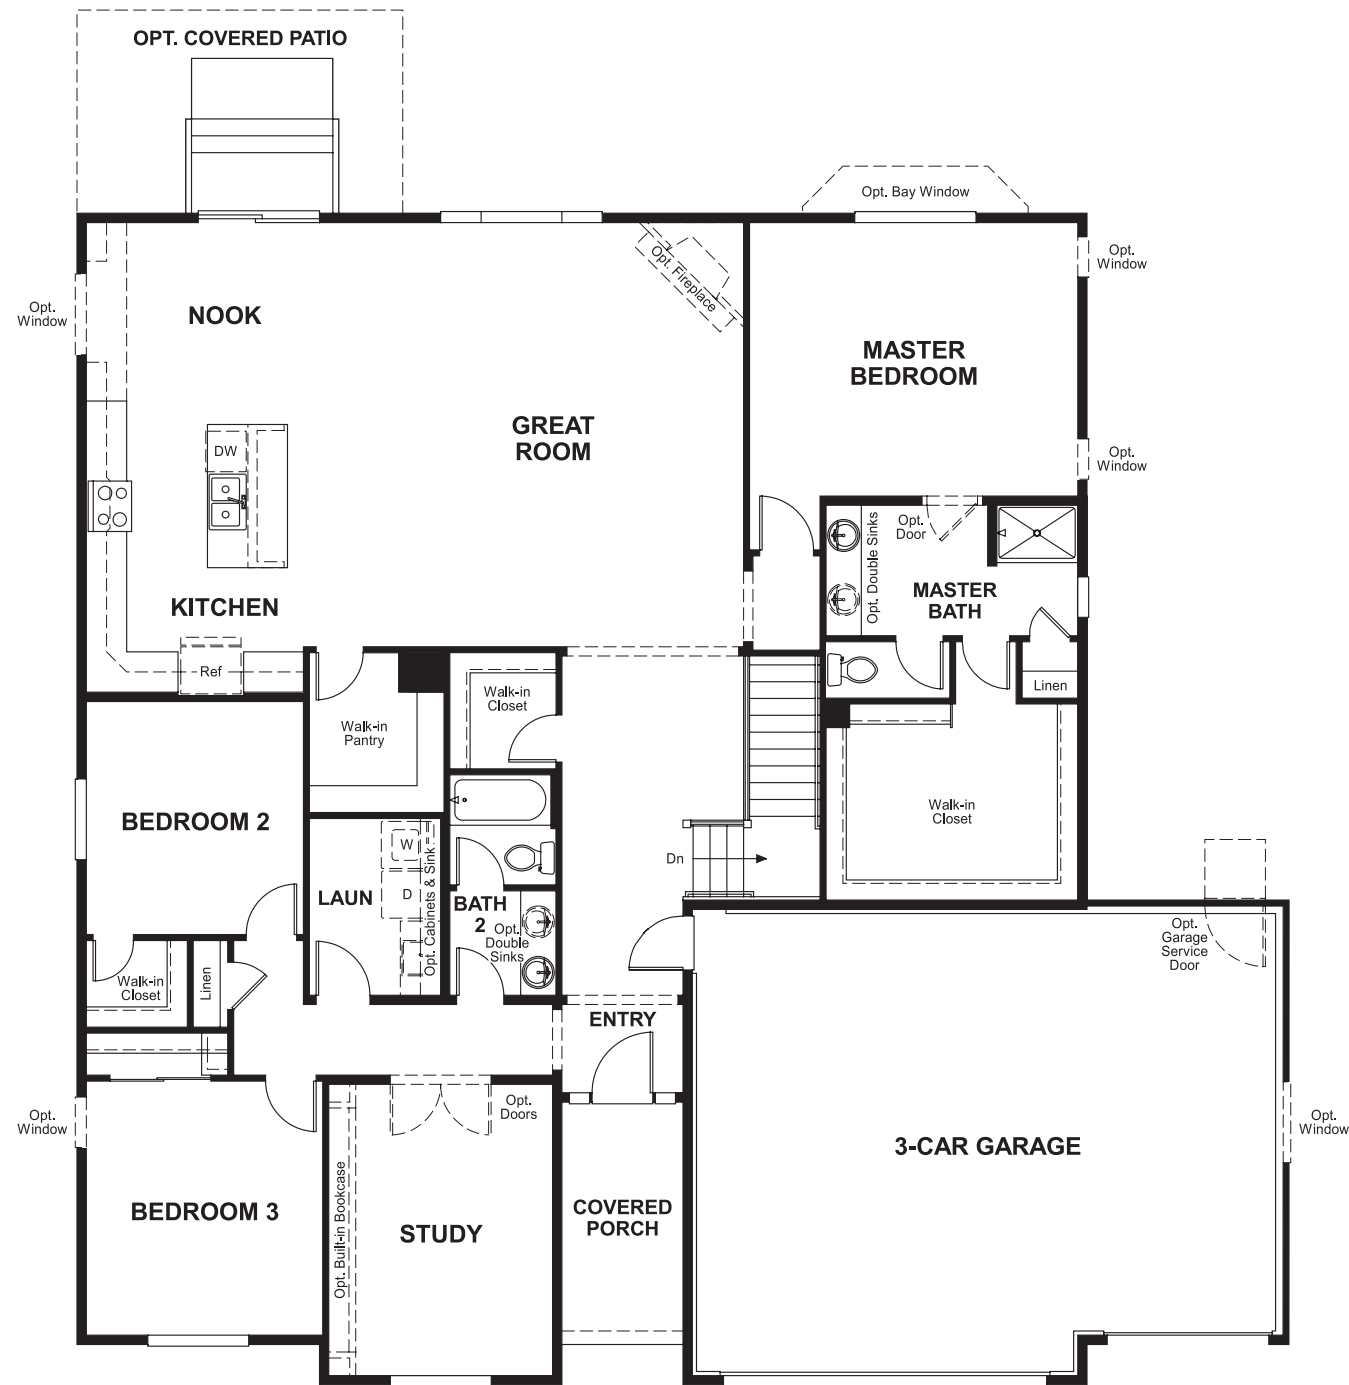 OPT. COVERED PATIO
Opt. Bay Window
Opt.
Window
Opt.
Window
NOOK
Opt. Fireplace
MASTER
BEDROOM
GREAT
ROOM
DW
Opt.
Window
Opt. Double Sinks
Opt.
Door
MASTER
BATH
KITCHEN
Ref
Linen
Walk-in
Closet
Walk-in
Pantry
Walk-in
Closet
BEDROOM 2
W
D
Opt. Cabinets & Sink
LAUN
BATH
2
Opt.
Double
Sinks
Dn
Walk-in
Closet
Linen
Opt.
Garage
Service
Door
ENTRY
Opt.
Window
Opt.
Doors
Opt.
Window
3-CAR GARAGE
BEDROOM 3
Opt. Built-in Bookcase
STUDY
COVERED
PORCH